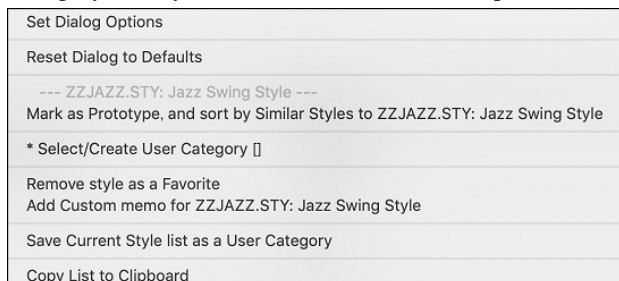 Set Dialog Options
Reset Dialog to Defaults
--- ZZJAZZ.STY: Jazz Swing Style ---
Mark as Prototype, and sort by Similar Styles to ZZJAZZ.STY: Jazz Swing Style
* Select/Create User Category []
Remove style as a Favorite
Add Custom memo for ZZJAZZ.STY: Jazz Swing Style
Save Current Style list as a User Category
Copy List to Clipboard